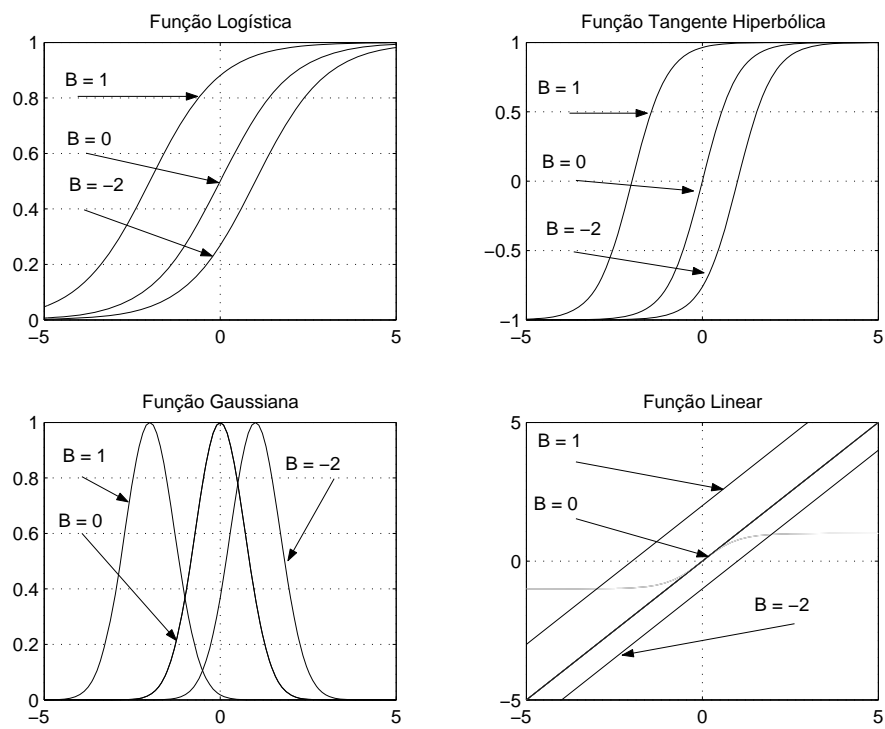 Função Logística
1
0.8
0.6
0.4
0.2
0
−5
0
5
B = 1
B = 0
B = −2
Função Tangente Hiperbólica
1
0.5
0
−0.5
−1
−5
0
5
B = 1
B = 0
B = −2
Função Gaussiana
1
0.8
0.6
0.4
0.2
0
−5
0
5
B = 1
B = −2
B = 0
Função Linear
5
0
−5
−5
0
5
B = 1
B = 0
B = −2